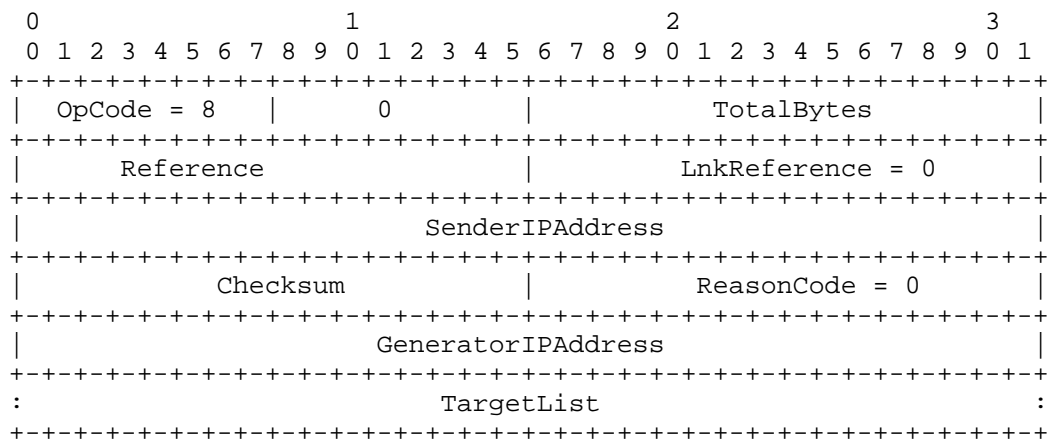 0                   1                   2                   3
 0 1 2 3 4 5 6 7 8 9 0 1 2 3 4 5 6 7 8 9 0 1 2 3 4 5 6 7 8 9 0 1
+-+-+-+-+-+-+-+-+-+-+-+-+-+-+-+-+-+-+-+-+-+-+-+-+-+-+-+-+-+-+-+-+
|  OpCode = 8   |      0        |           TotalBytes          |
+-+-+-+-+-+-+-+-+-+-+-+-+-+-+-+-+-+-+-+-+-+-+-+-+-+-+-+-+-+-+-+-+
|      Reference                |         LnkReference = 0      |
+-+-+-+-+-+-+-+-+-+-+-+-+-+-+-+-+-+-+-+-+-+-+-+-+-+-+-+-+-+-+-+-+
|                         SenderIPAddress                       |
+-+-+-+-+-+-+-+-+-+-+-+-+-+-+-+-+-+-+-+-+-+-+-+-+-+-+-+-+-+-+-+-+
|            Checksum           |          ReasonCode = 0       |
+-+-+-+-+-+-+-+-+-+-+-+-+-+-+-+-+-+-+-+-+-+-+-+-+-+-+-+-+-+-+-+-+
|                      GeneratorIPAddress                       |
+-+-+-+-+-+-+-+-+-+-+-+-+-+-+-+-+-+-+-+-+-+-+-+-+-+-+-+-+-+-+-+-+
:                          TargetList                           :
+-+-+-+-+-+-+-+-+-+-+-+-+-+-+-+-+-+-+-+-+-+-+-+-+-+-+-+-+-+-+-+-+